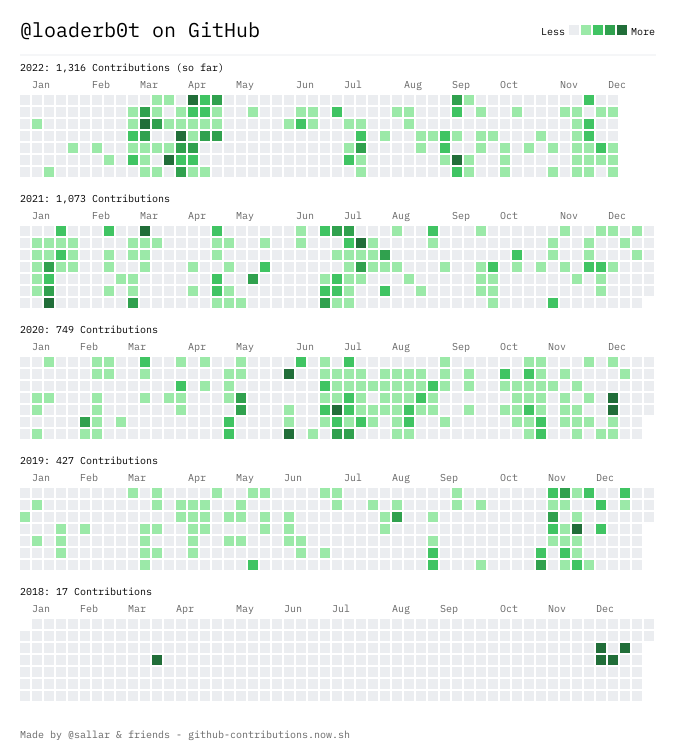 @loaderb0t on GitHub
Less More
2022: 1,316 Contributions (so far)
Jan Feb Mar Apr May Jun Jul Aug Sep Oct Nov Dec
2021: 1,073 Contributions
Jan Feb Mar Apr May Jun Jul Aug Sep Oct Nov Dec
2020: 749 Contributions
Jan Feb Mar Apr May Jun Jul Aug Sep Oct Nov Dec
2019: 427 Contributions
Jan Feb Mar Apr May Jun Jul Aug Sep Oct Nov Dec
2018: 17 Contributions
Jan Feb Mar Apr May Jun Jul Aug Sep Oct Nov Dec
Made by @sallar & friends - github-contributions.now.sh